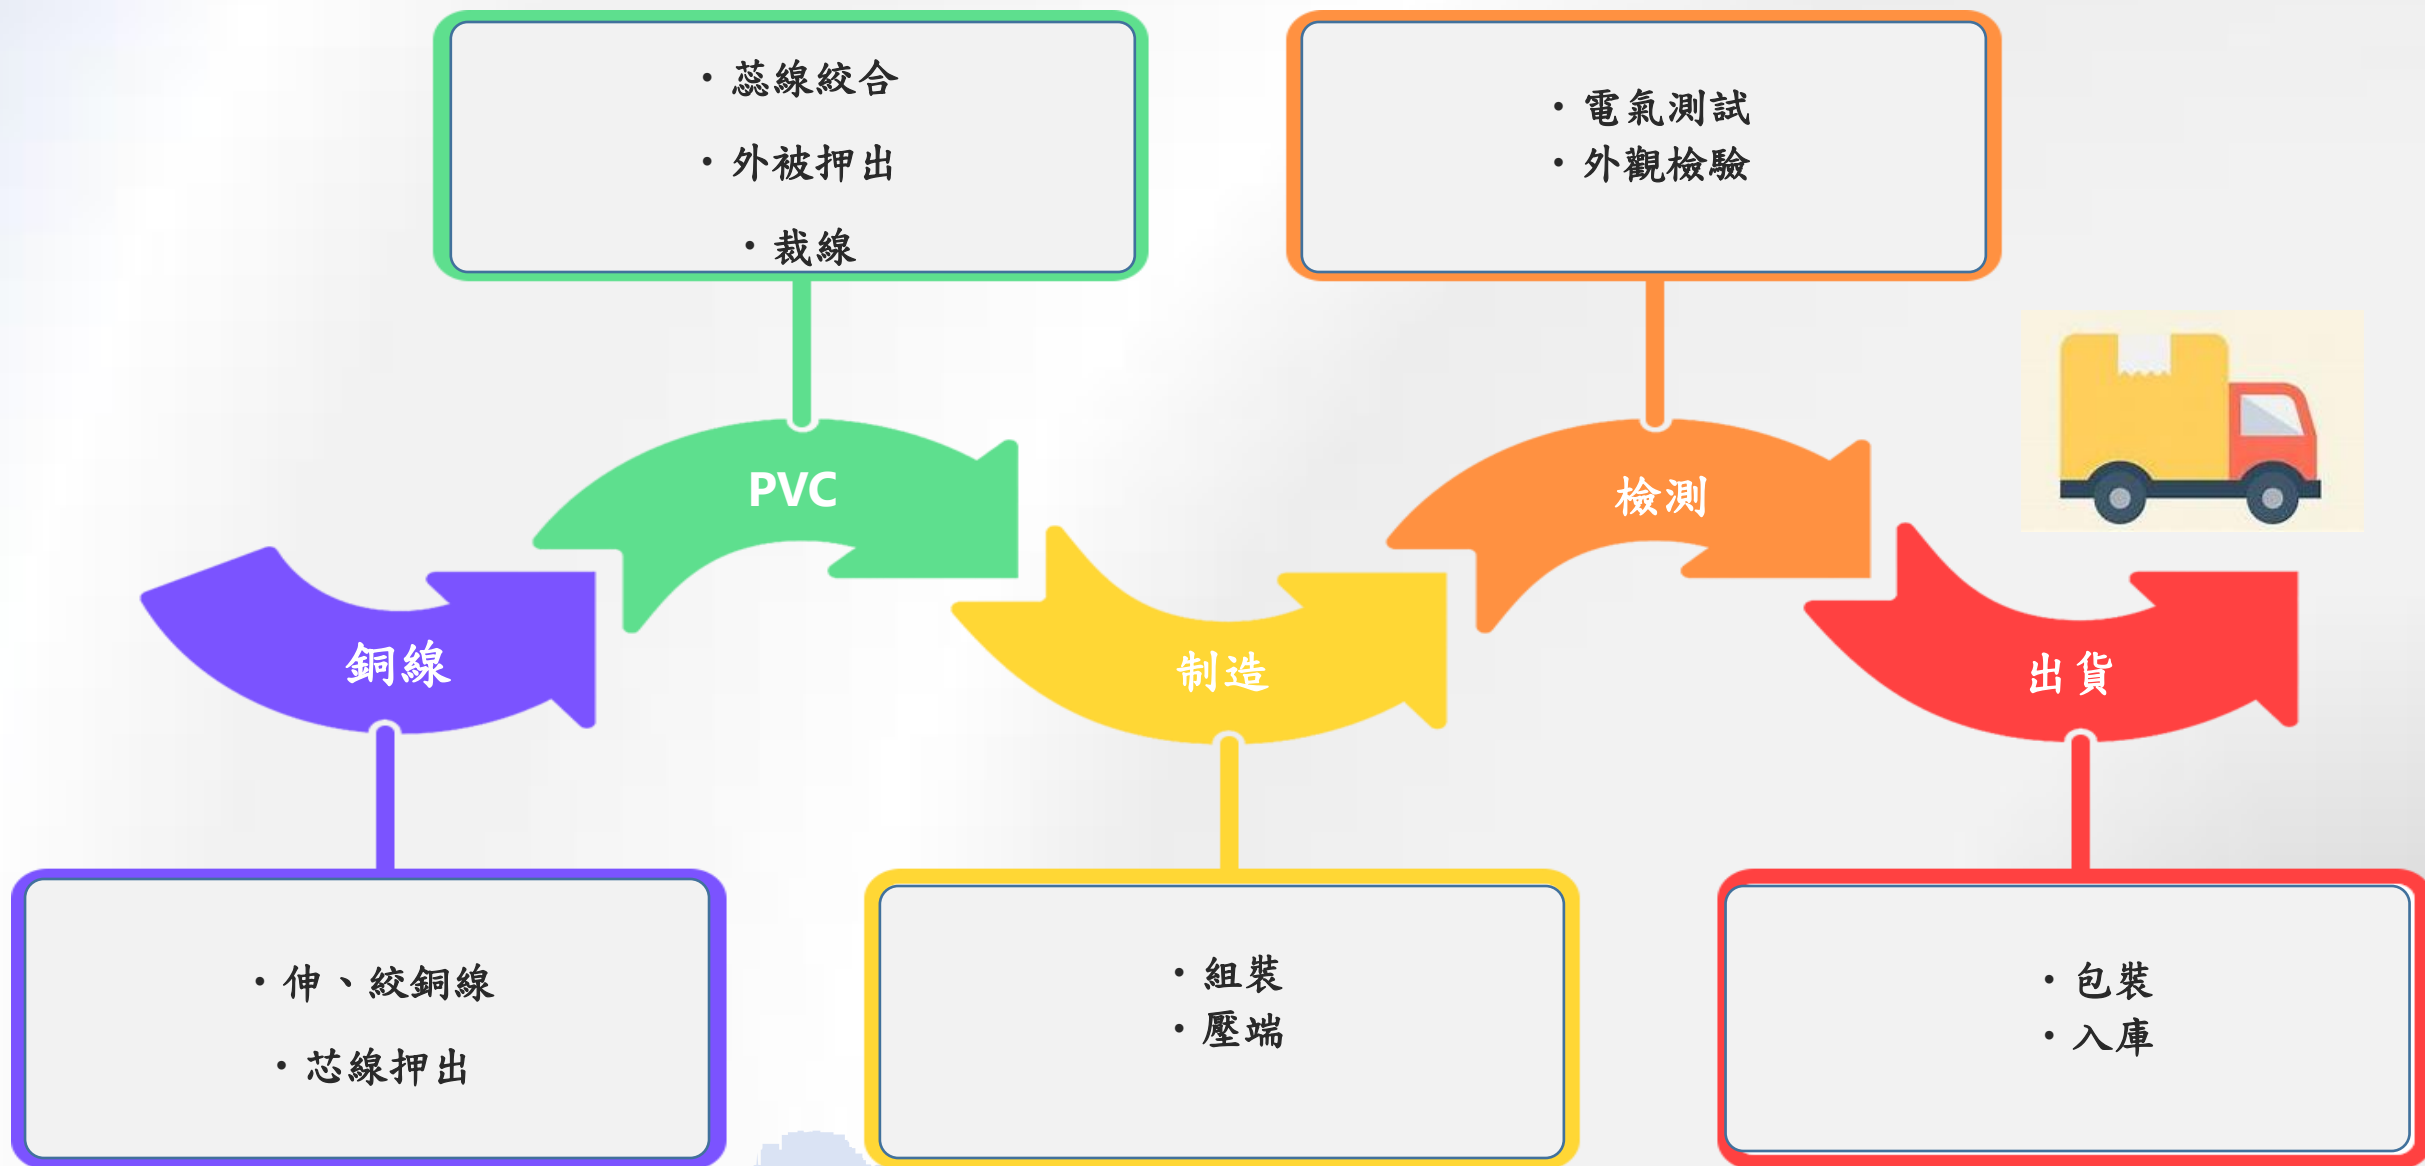 ・蕊線絞合
・外被押出
・裁線
・電氣測試
・外觀檢驗
PVC
檢測
銅線
制造
出貨
・伸、絞銅線
・芯線押出
・組裝
・壓端
・包裝
・入庫